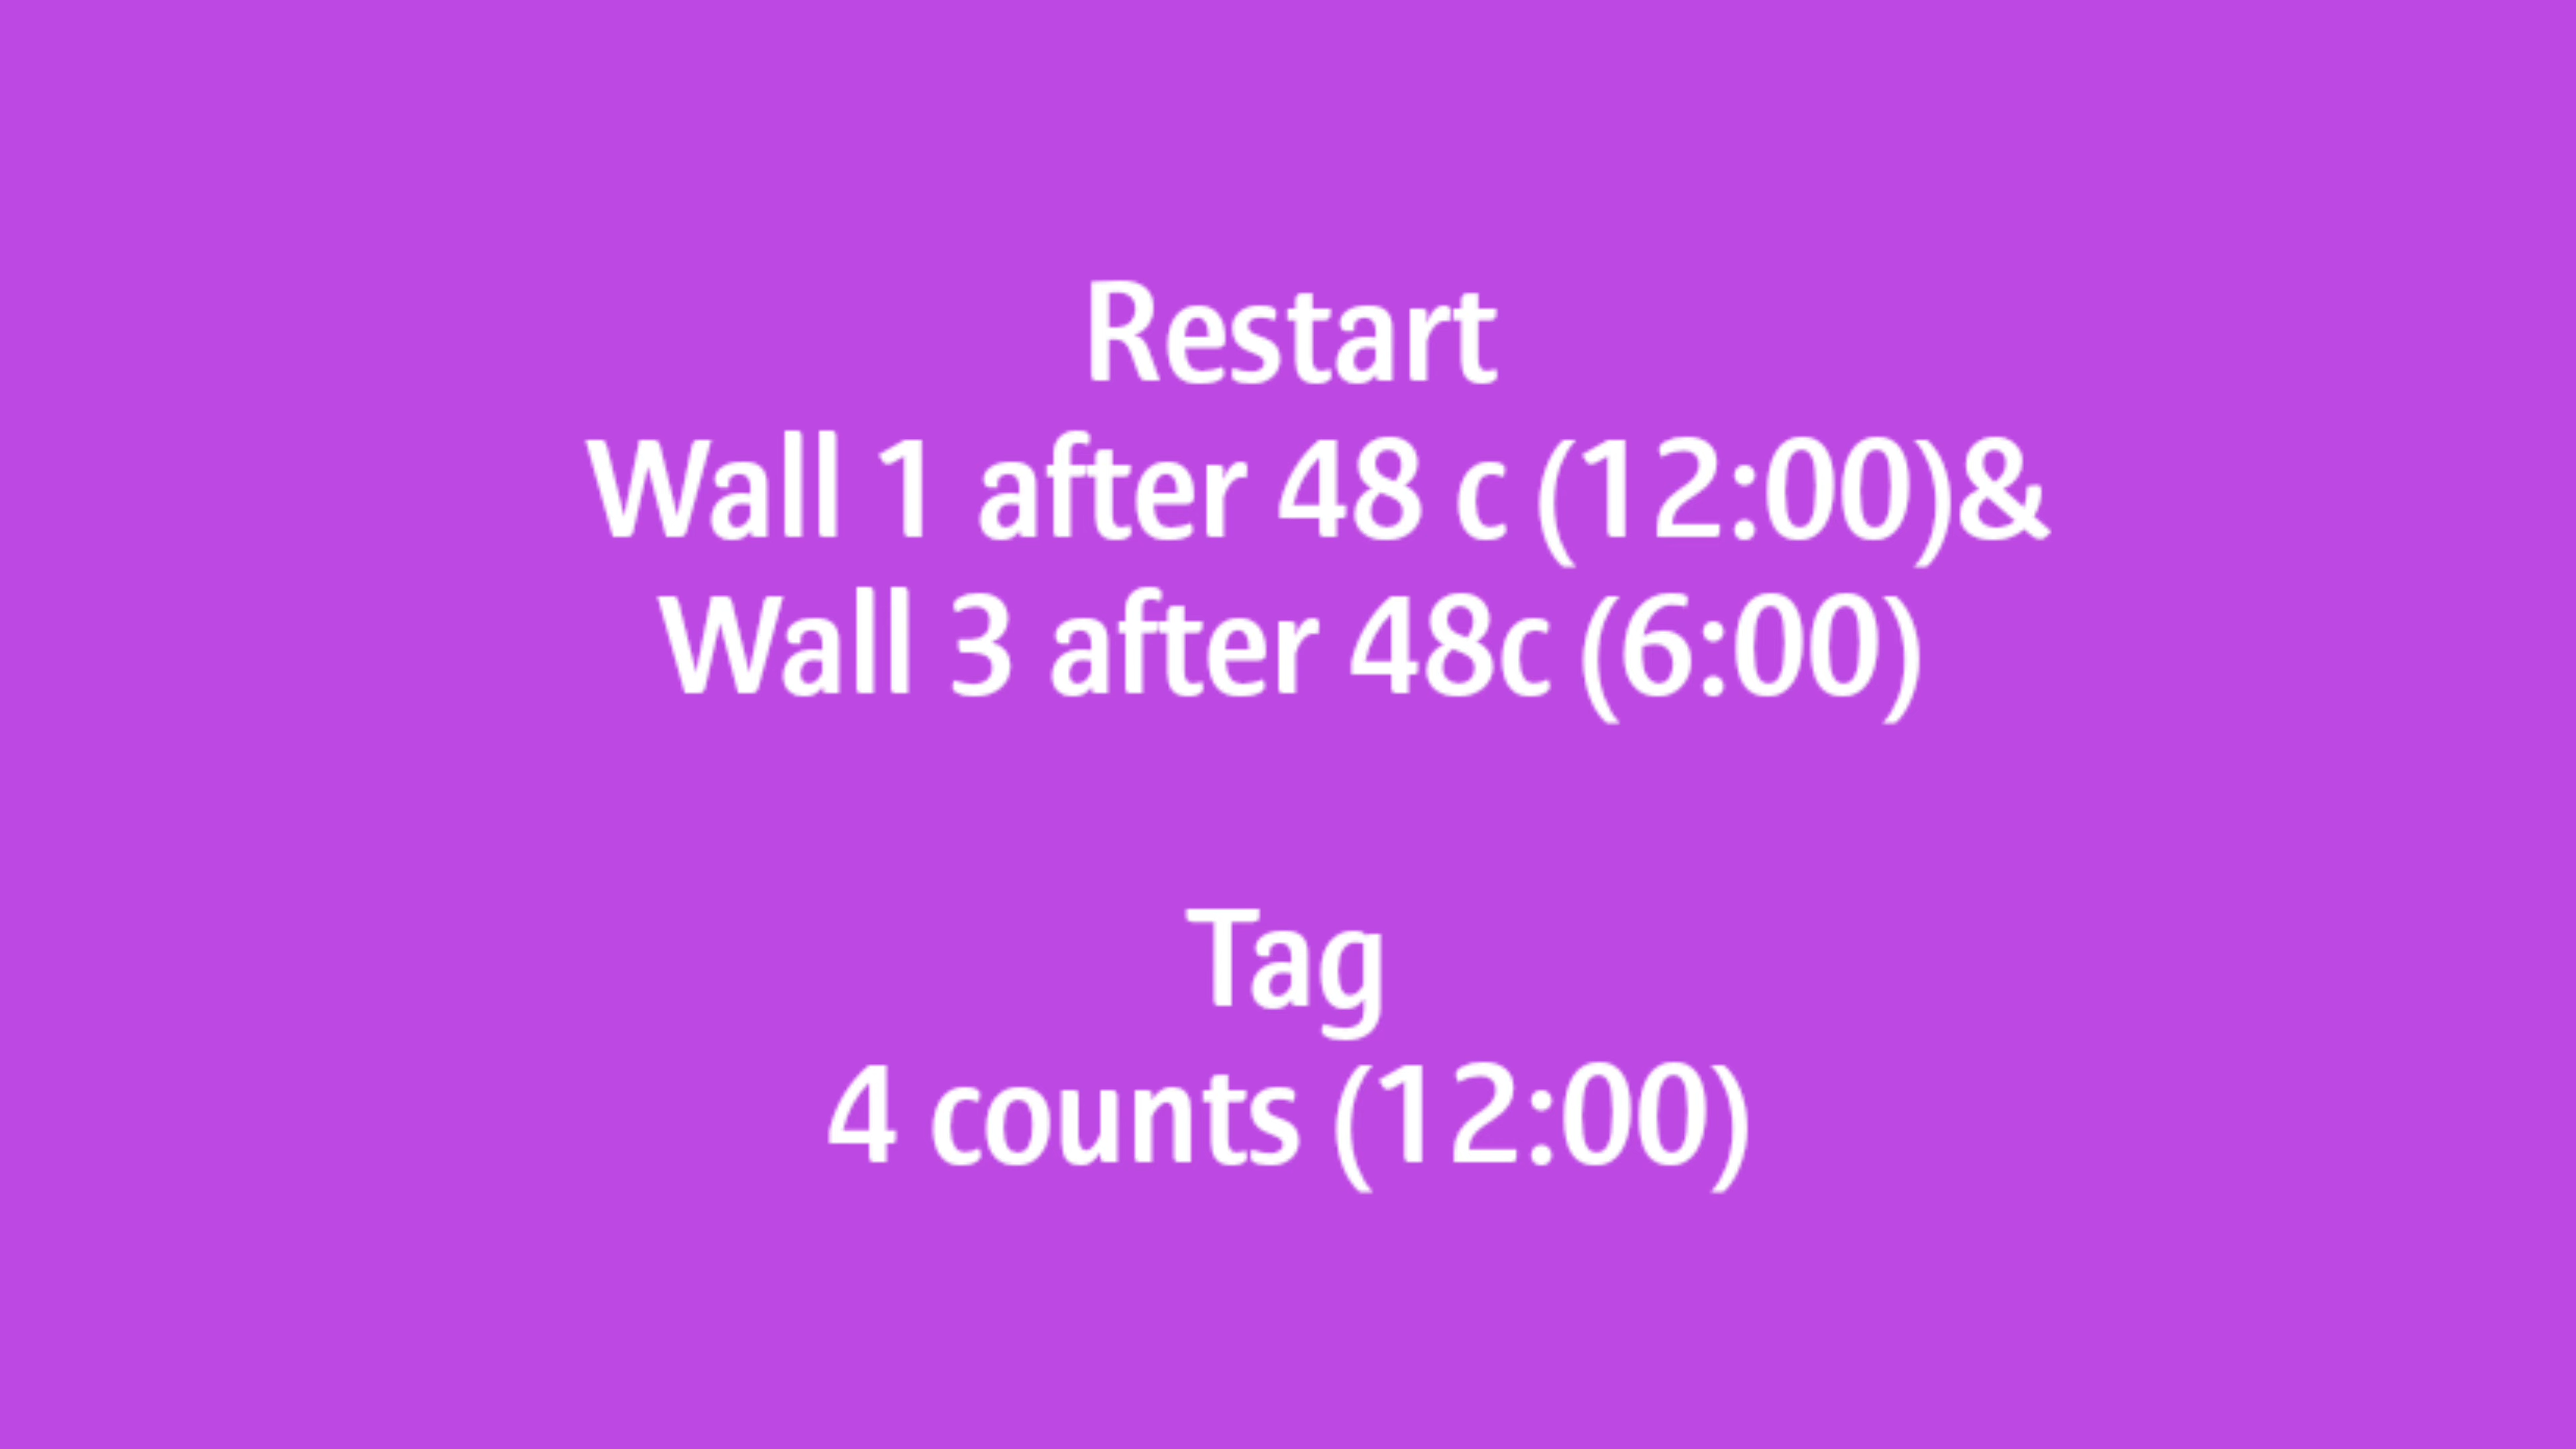 Restart
Wall 1 after 48 c (12:00)&
Wall 3 after 48c (6:00)
Tag
4 counts (12:00)